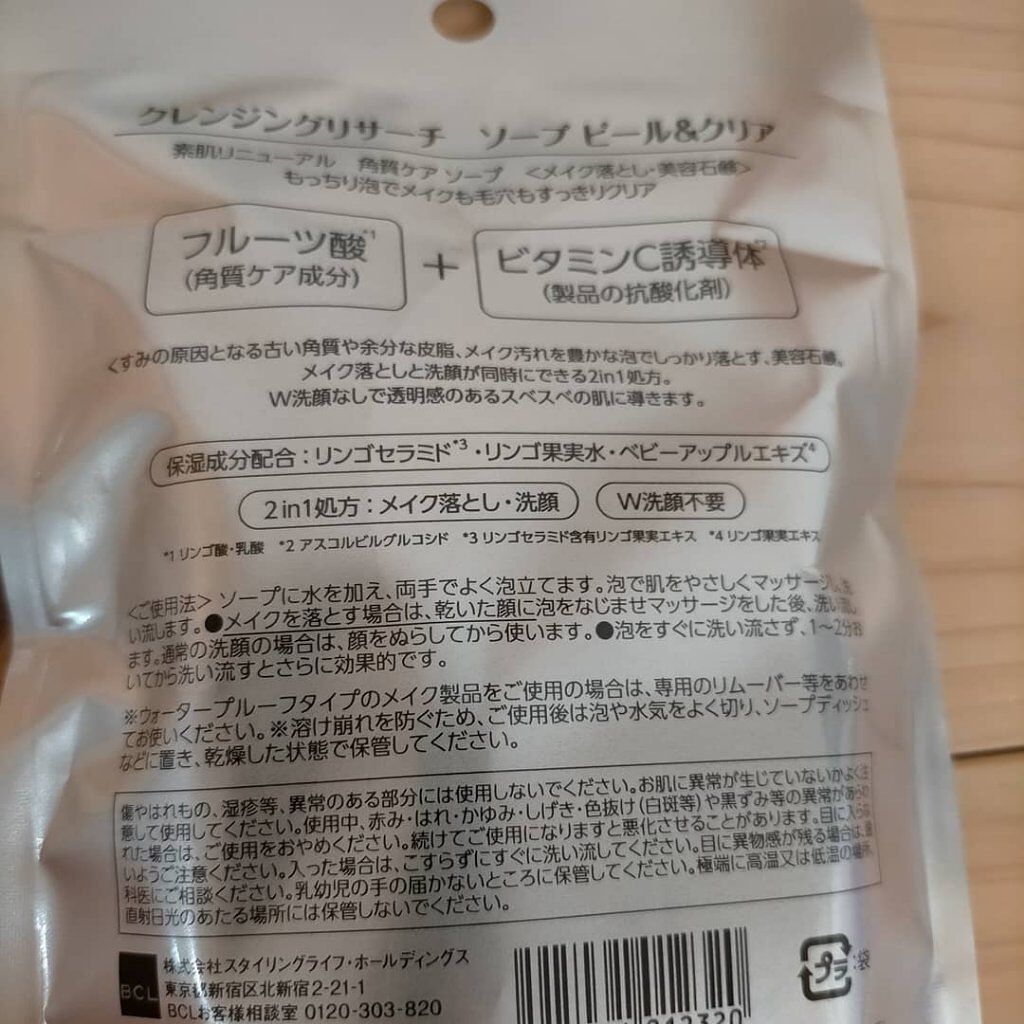 クレンジングリサーチ ソープ ピール&クリア
素肌リニューアル 角質ケア ソープ <メイク落とし・美容石鹸>
もっちり泡でメイクも毛穴もすっきりクリア
フルーツ酸*1
(角質ケア成分)
+
ビタミンC誘導体*2
(製品の抗酸化剤)
くすみの原因となる古い角質や余分な皮脂、メイク汚れを豊かな泡でしっかり落とす、美容石鹸。
メイク落としと洗顔が同時にできる2in1処方。
W洗顔なしで透明感のあるスベスベの肌に導きます。
保湿成分配合：リンゴセラミド*3・リンゴ果実水・ベビーアップルエキズ*4
2in1処方：メイク落とし・洗顔
W洗顔不要
*1 リンゴ酸・乳酸 *2 アスコルビルグルコシド *3 リンゴセラミド含有リンゴ果実エキス *4 リンゴ果実エキス
<ご使用法> ソープに水を加え、両手でよく泡立てます。泡で肌をやさしくマッサージし、洗
い流します。●メイクを落とす場合は、乾いた顔に泡をなじませマッサージをした後、洗い流し
ます。通常の洗顔の場合は、顔をぬらしてから使います。●泡をすぐに洗い流さず、1～2分お
いてから洗い流すとさらに効果的です。
※ウォータープルーフタイプのメイク製品をご使用の場合は、専用のリムーバー等をあわせ
てお使いください。※溶け崩れを防ぐため、ご使用後は泡や水気をよく切り、ソープディッシュ
などに置き、乾燥した状態で保管してください。
傷やはれもの、湿疹等、異常のある部分には使用しないでください。お肌に異常が生じていないかよく注
意して使用してください。使用中、赤み・はれ・かゆみ・しげき・色抜け(白斑等)や黒ずみ等の異常があらわ
れた場合は、ご使用をおやめください。続けてご使用になりますと悪化させることがあります。目に入らな
いようご注意ください。入った場合は、こすらずにすぐに洗い流してください。目に異物感が残る場合は、眼
科医にご相談ください。乳幼児の手の届かないところに保管してください。極端に高温又は低温の場所、
直射日光のあたる場所には保管しないでください。
BCL
株式会社スタイリングライフ・ホールディングス
東京都新宿区北新宿2-21-1
BCLお客様相談室 0120-303-820
プラ
:袋